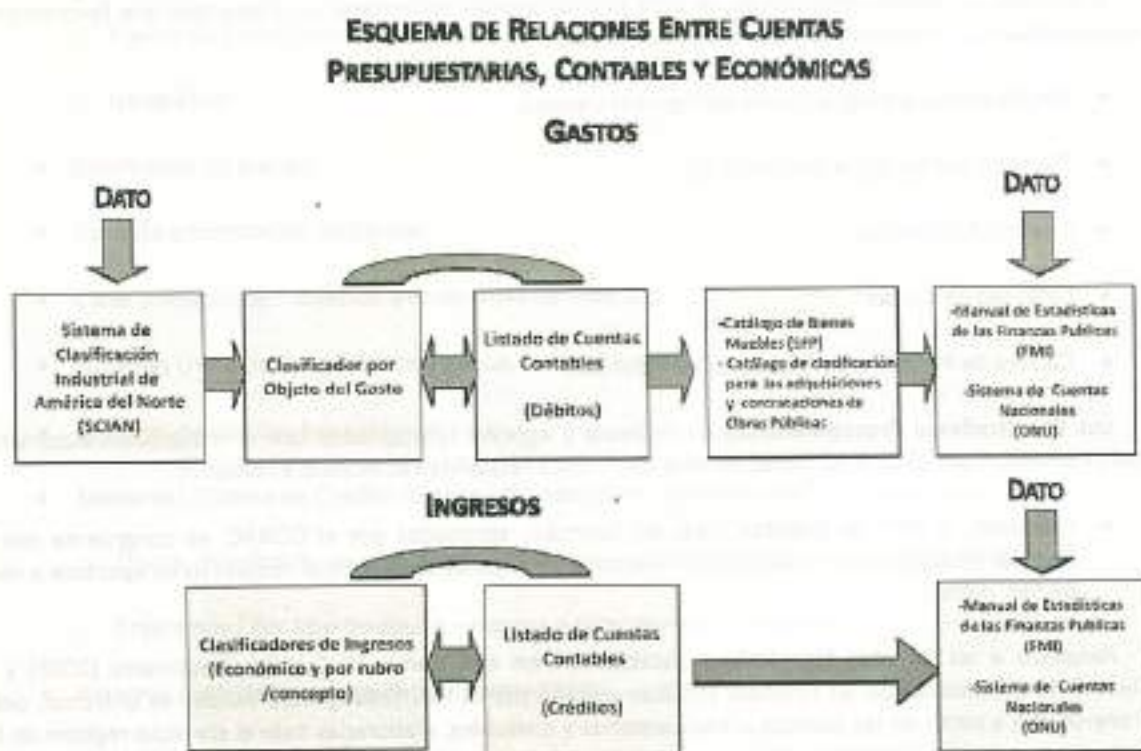 ESQUEMA DE RELACIONES ENTRE CUENTAS
PRESUPUESTARIAS, CONTABLES Y ECONÓMICAS
GASTOS
DATO
DATO
Sistema de
Clasificación
Industrial de
América del Norte
(SCIAN)
Clasificador por
Objeto del Gasto
Listado de Cuentas
Contables
(Débitos)
-Catálogo de Bienes
Muebles (SFP)
-Catálogo de clasificación
para las adquisiciones
y contrataciones de
Obras Públicas
-Manual de Estadísticas
de las Finanzas Publicas
(FMI)
-Sistema de Cuentas
Nacionales
(ONU)
INGRESOS
DATO
Clasificadores de Ingresos
(Económico y por rubro
/concepto)
Listado de Cuentas
Contables
(Créditos)
-Manual de Estadísticas
de las Finanzas Publicas
(FMI)
-Sistema de Cuentas
Nacionales
(ONU)